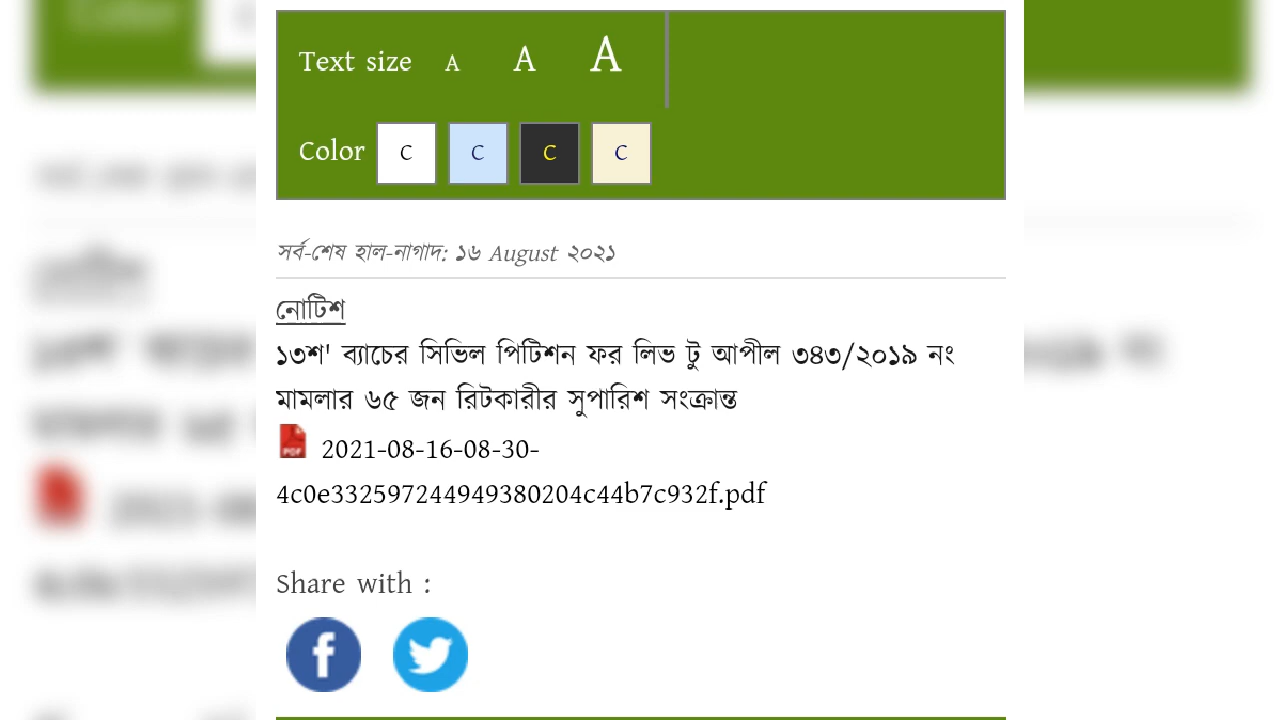 Text size A A A
Color C C C C
সর্ব-শেষ হাল-নাগাদ: ১৬ August ২০২১
নোটিশ
১৩শ' ব্যাচের সিভিল পিটিশন ফর লিভ টু আপীল ৩৪৩/২০১৯ নং
মামলার ৬৫ জন রিটকারীর সুপারিশ সংক্রান্ত
2021-08-16-08-30-
4c0e332597244949380204c44b7c932f.pdf
Share with :